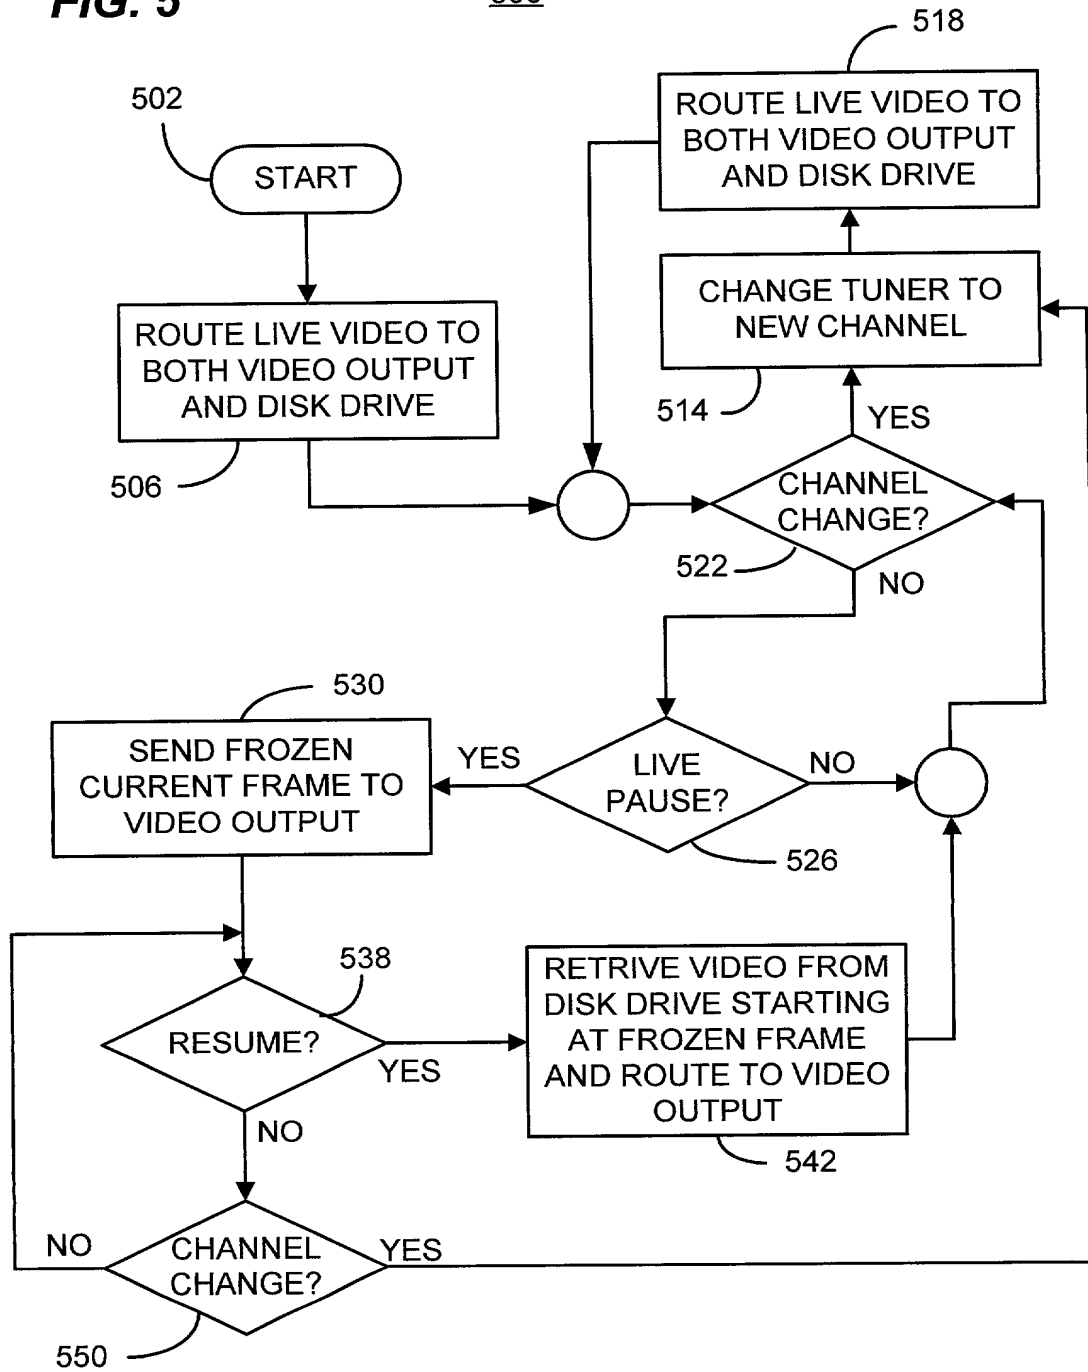 FIG. 5
518
502
ROUTE LIVE VIDEO TO
BOTH VIDEO OUTPUT
AND DISK DRIVE
START
CHANGE TUNER TO
NEW CHANNEL
ROUTE LIVE VIDEO TO
BOTH VIDEO OUTPUT
AND DISK DRIVE
514
YES
506
CHANNEL
CHANGE?
522
NO
530
SEND FROZEN
CURRENT FRAME TO
VIDEO OUTPUT
YES
LIVE
PAUSE?
NO
526
538
RETRIVE VIDEO FROM
DISK DRIVE STARTING
AT FROZEN FRAME
AND ROUTE TO VIDEO
OUTPUT
RESUME?
YES
NO
542
NO
CHANNEL
CHANGE?
YES
550